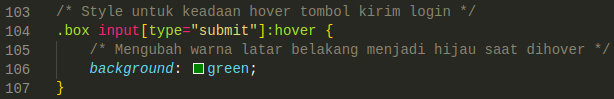 103 /* Style untuk keadaan hover tombol kirim login */
104 .box input[type="submit"]:hover {
105 /* Mengubah warna latar belakang menjadi hijau saat dihover */
106 background: green;
107 }